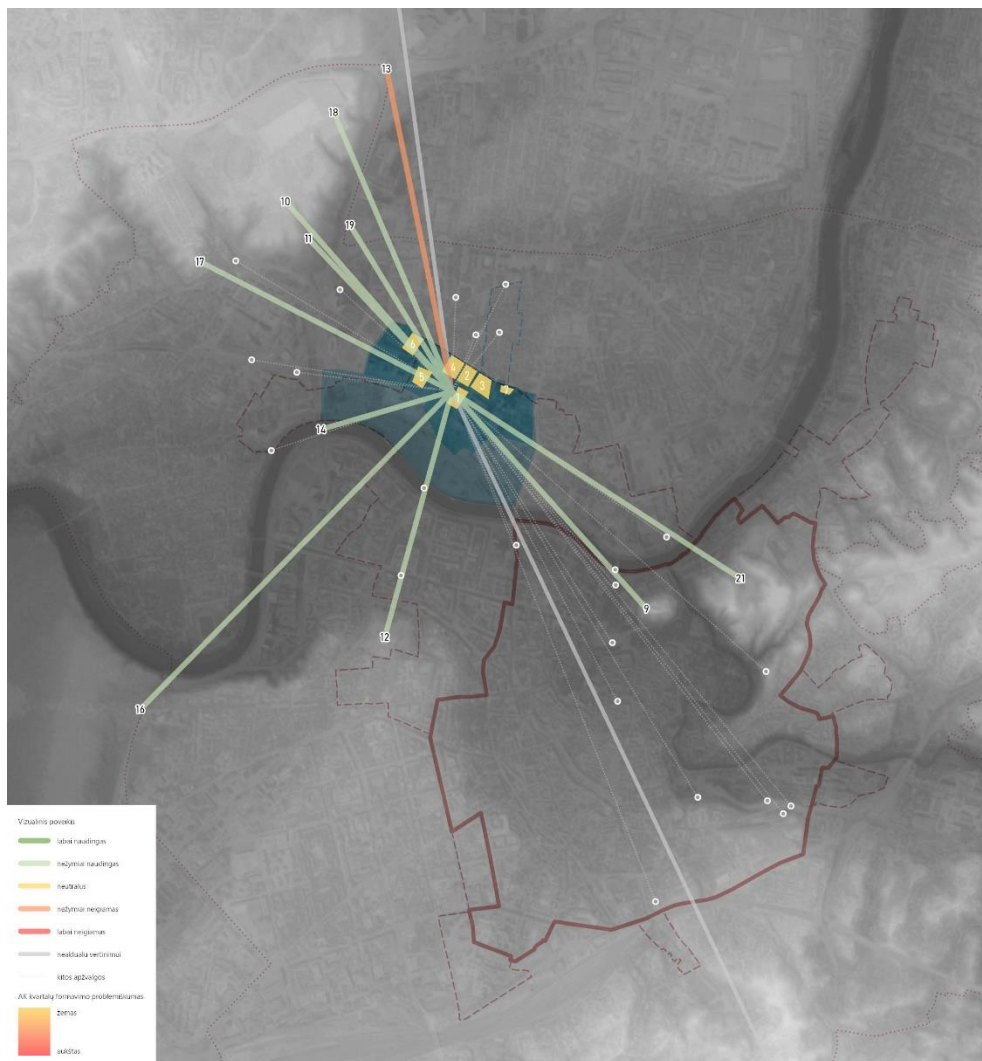 13
18
10
19
11
17
6
4
2
5
3
1
14
21
9
12
16
Vizualinis poveikis
labai naudingas
nežymiai naudingas
neutralus
nežymiai neigiamas
labai neigiamas
neaktualu vertinimui
kitos apžvalgos
AK kvartalų formavimo problemiškumas
žemas
aukštas